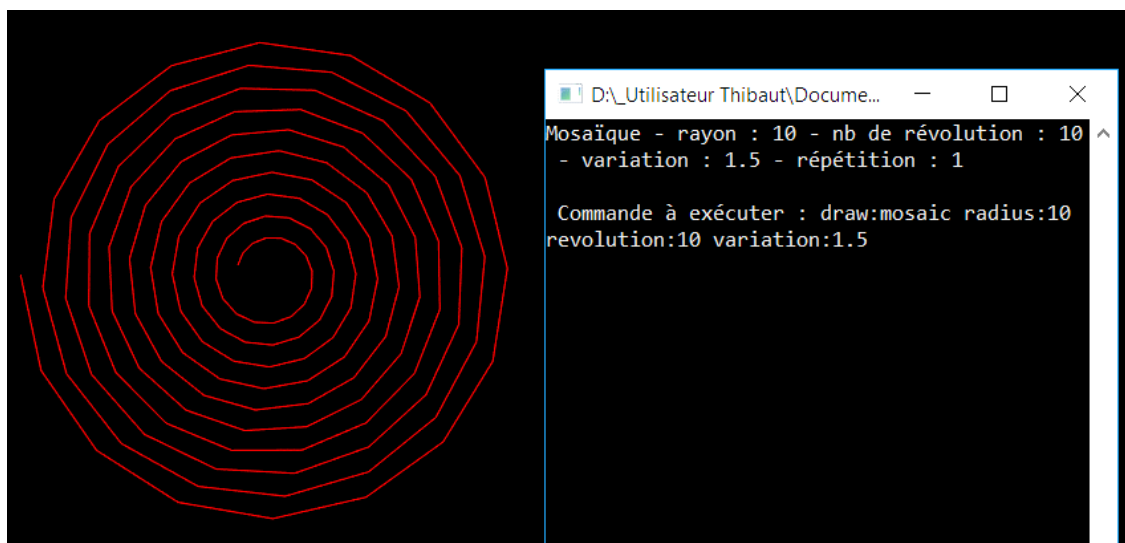 D:\_Utilisateur Thibaut\Docume...
Mosaïque - rayon : 10 - nb de révolution : 10
- variation : 1.5 - répétition : 1
Commande à exécuter : draw:mosaic radius:10
revolution:10 variation:1.5